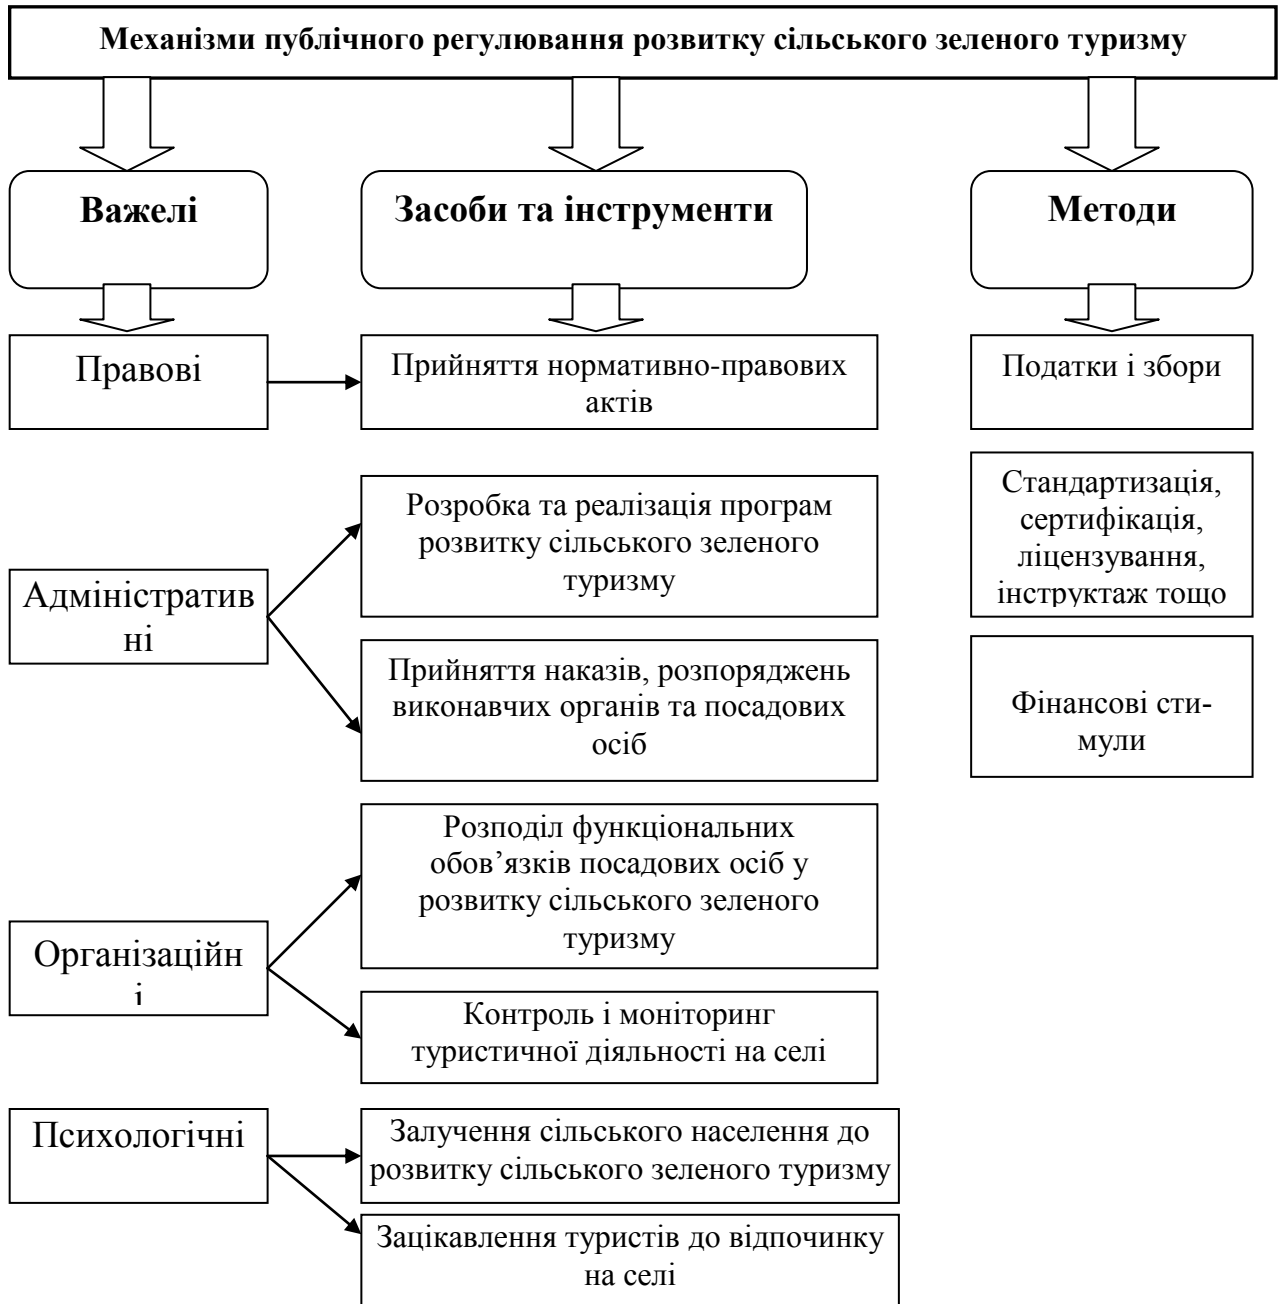 Механізми публічного регулювання розвитку сільського зеленого туризму
Важелі
Засоби та інструменти
Методи
Правові
Прийняття нормативно-правових
актів
Податки і збори
Стандартизація,
сертифікація,
ліцензування,
інструктаж тощо
Розробка та реалізація програм
розвитку сільського зеленого
туризму
Адміністратив
ні
Прийняття наказів, розпоряджень
виконавчих органів та посадових
осіб
Фінансові сти-
мули
Розподіл функціональних
обов’язків посадових осіб у
розвитку сільського зеленого
туризму
Організаційн
і
Контроль і моніторинг
туристичної діяльності на селі
Психологічні
Залучення сільського населення до
розвитку сільського зеленого туризму
Зацікавлення туристів до відпочинку
на селі